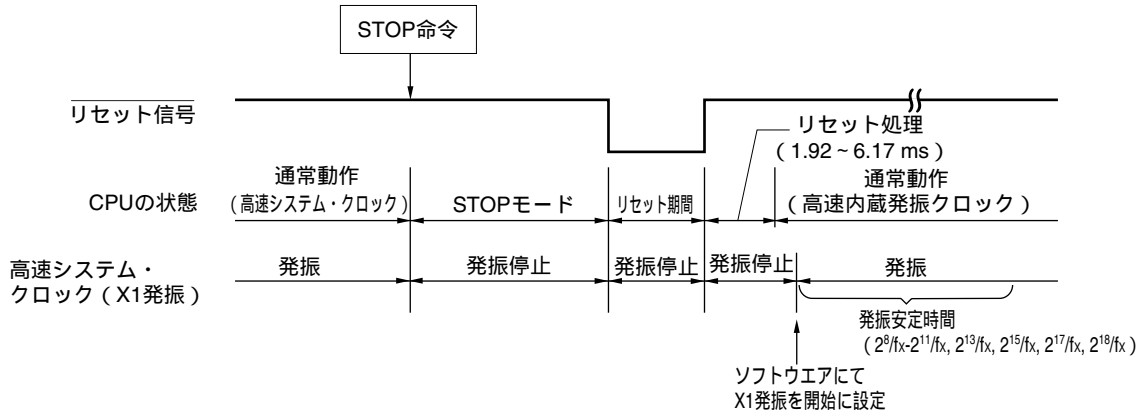 STOP命令
リセット信号
リセット処理
（1.92～6.17 ms）
CPUの状態
通常動作
（高速システム・クロック）
STOPモード
リセット期間
通常動作
（高速内蔵発振クロック）
高速システム・
クロック（X1発振）
発振
発振停止
発振停止
発振停止
発振
発振安定時間
（2⁸/fx-2¹¹/fx, 2¹³/fx, 2¹⁵/fx, 2¹⁷/fx, 2¹⁸/fx）
ソフトウエアにて
X1発振を開始に設定